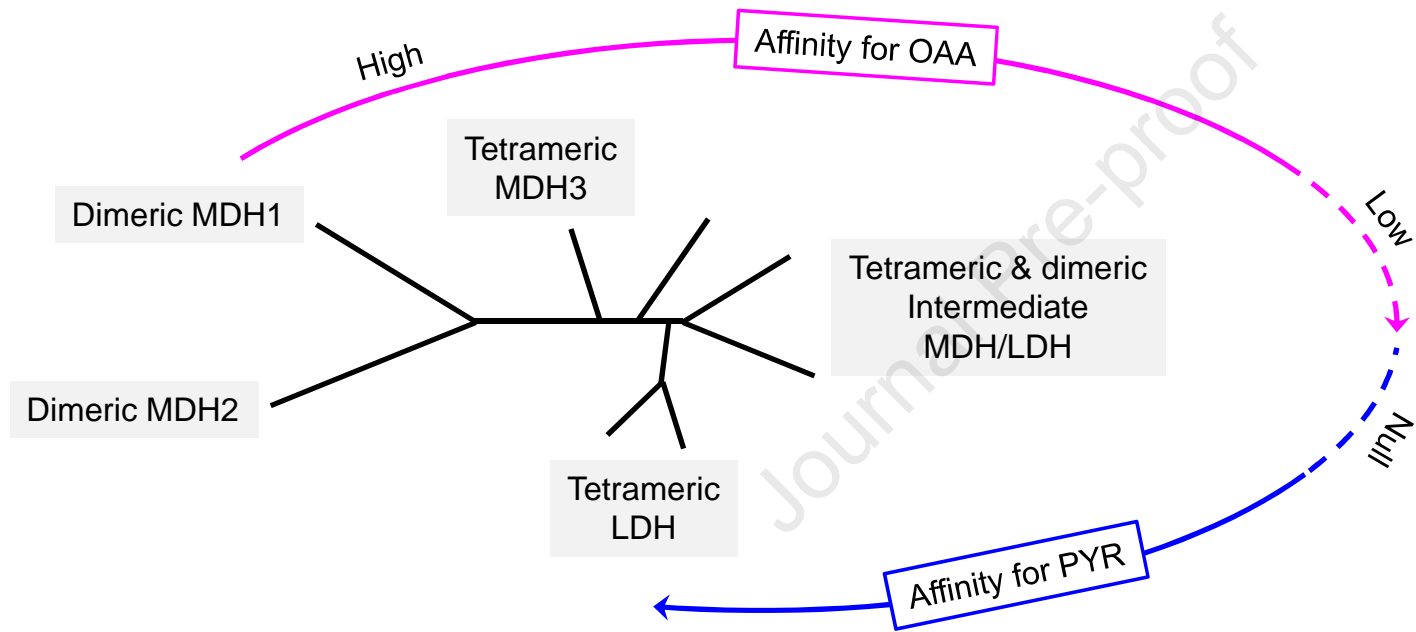 Affinity for OAA
High
Tetrameric
MDH3
Dimeric MDH1
Low
Tetrameric & dimeric
Intermediate
MDH/LDH
Dimeric MDH2
Null
Tetrameric
LDH
Affinity for PYR
Journal Pre-proof